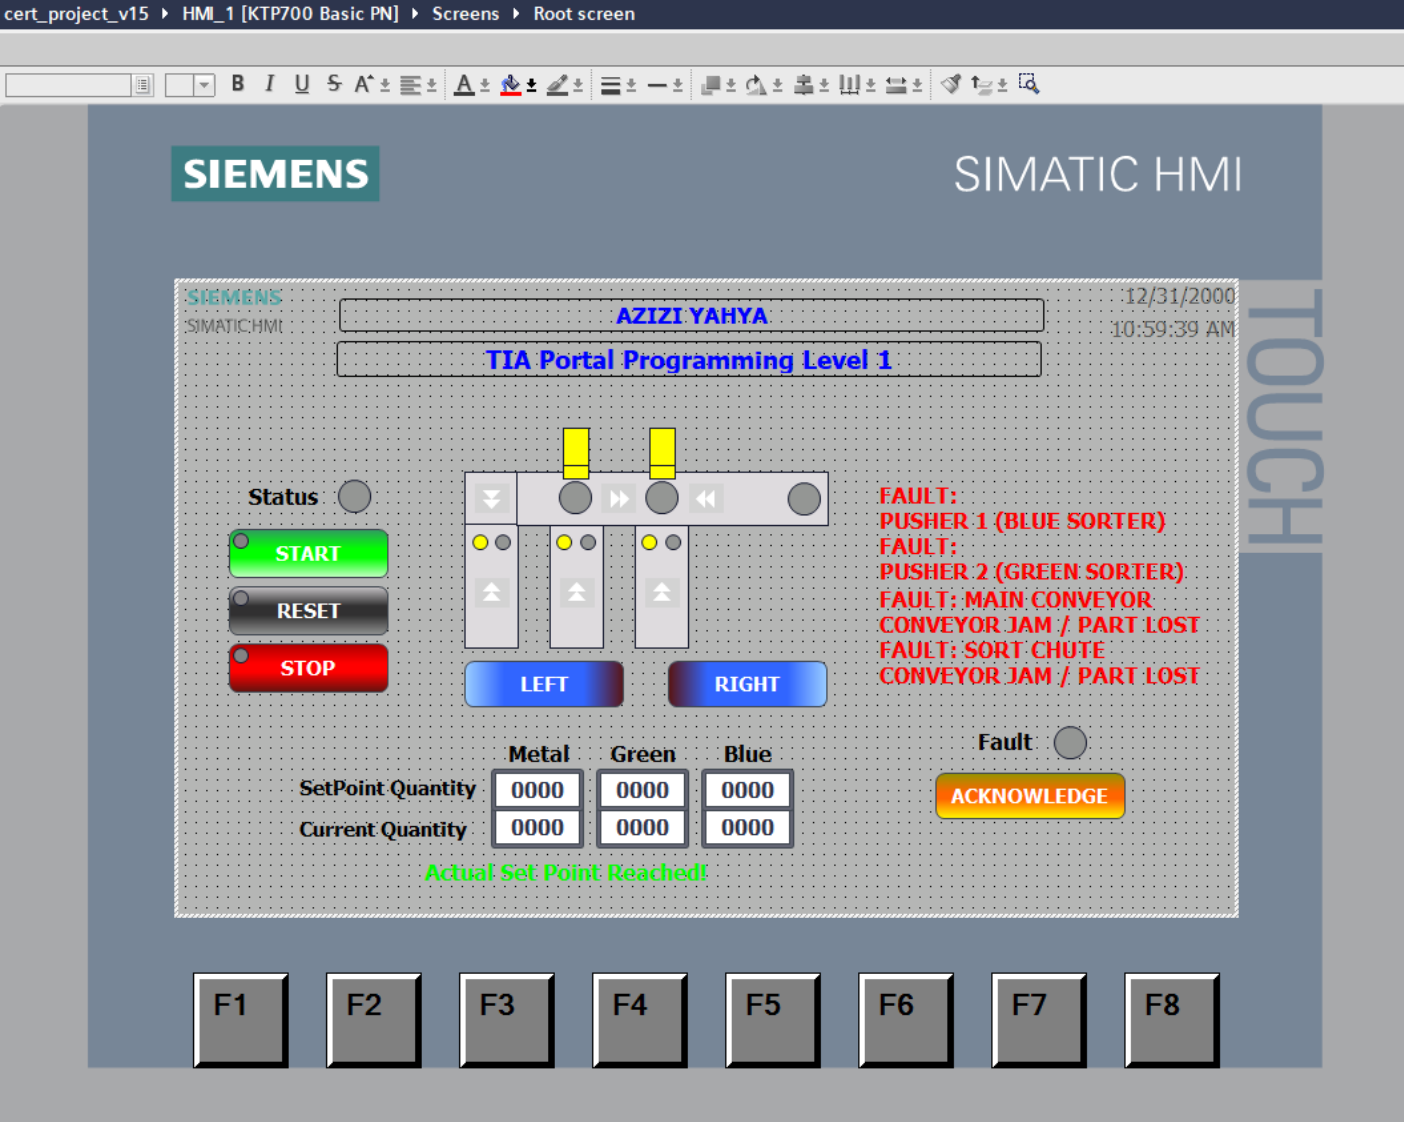 cert_project_v15 ▸ HMI_1 [KTP700 Basic PN] ▸ Screens ▸ Root screen
B I U S A A
SIEMENS
SIMATIC HMI
TOUCH
SIEMENS
SIMATIC HMI
12/31/2000
10:59:39 AM
AZIZI YAHYA
TIA Portal Programming Level 1
Status
START
RESET
STOP
LEFT RIGHT
FAULT:
PUSHER 1 (BLUE SORTER)
FAULT:
PUSHER 2 (GREEN SORTER)
FAULT: MAIN CONVEYOR
CONVEYOR JAM / PART LOST
FAULT: SORT CHUTE
CONVEYOR JAM / PART LOST
Fault
ACKNOWLEDGE
Metal Green Blue
SetPoint Quantity 0000 0000 0000
Current Quantity 0000 0000 0000
Actual Set Point Reached!
F1 F2 F3 F4 F5 F6 F7 F8